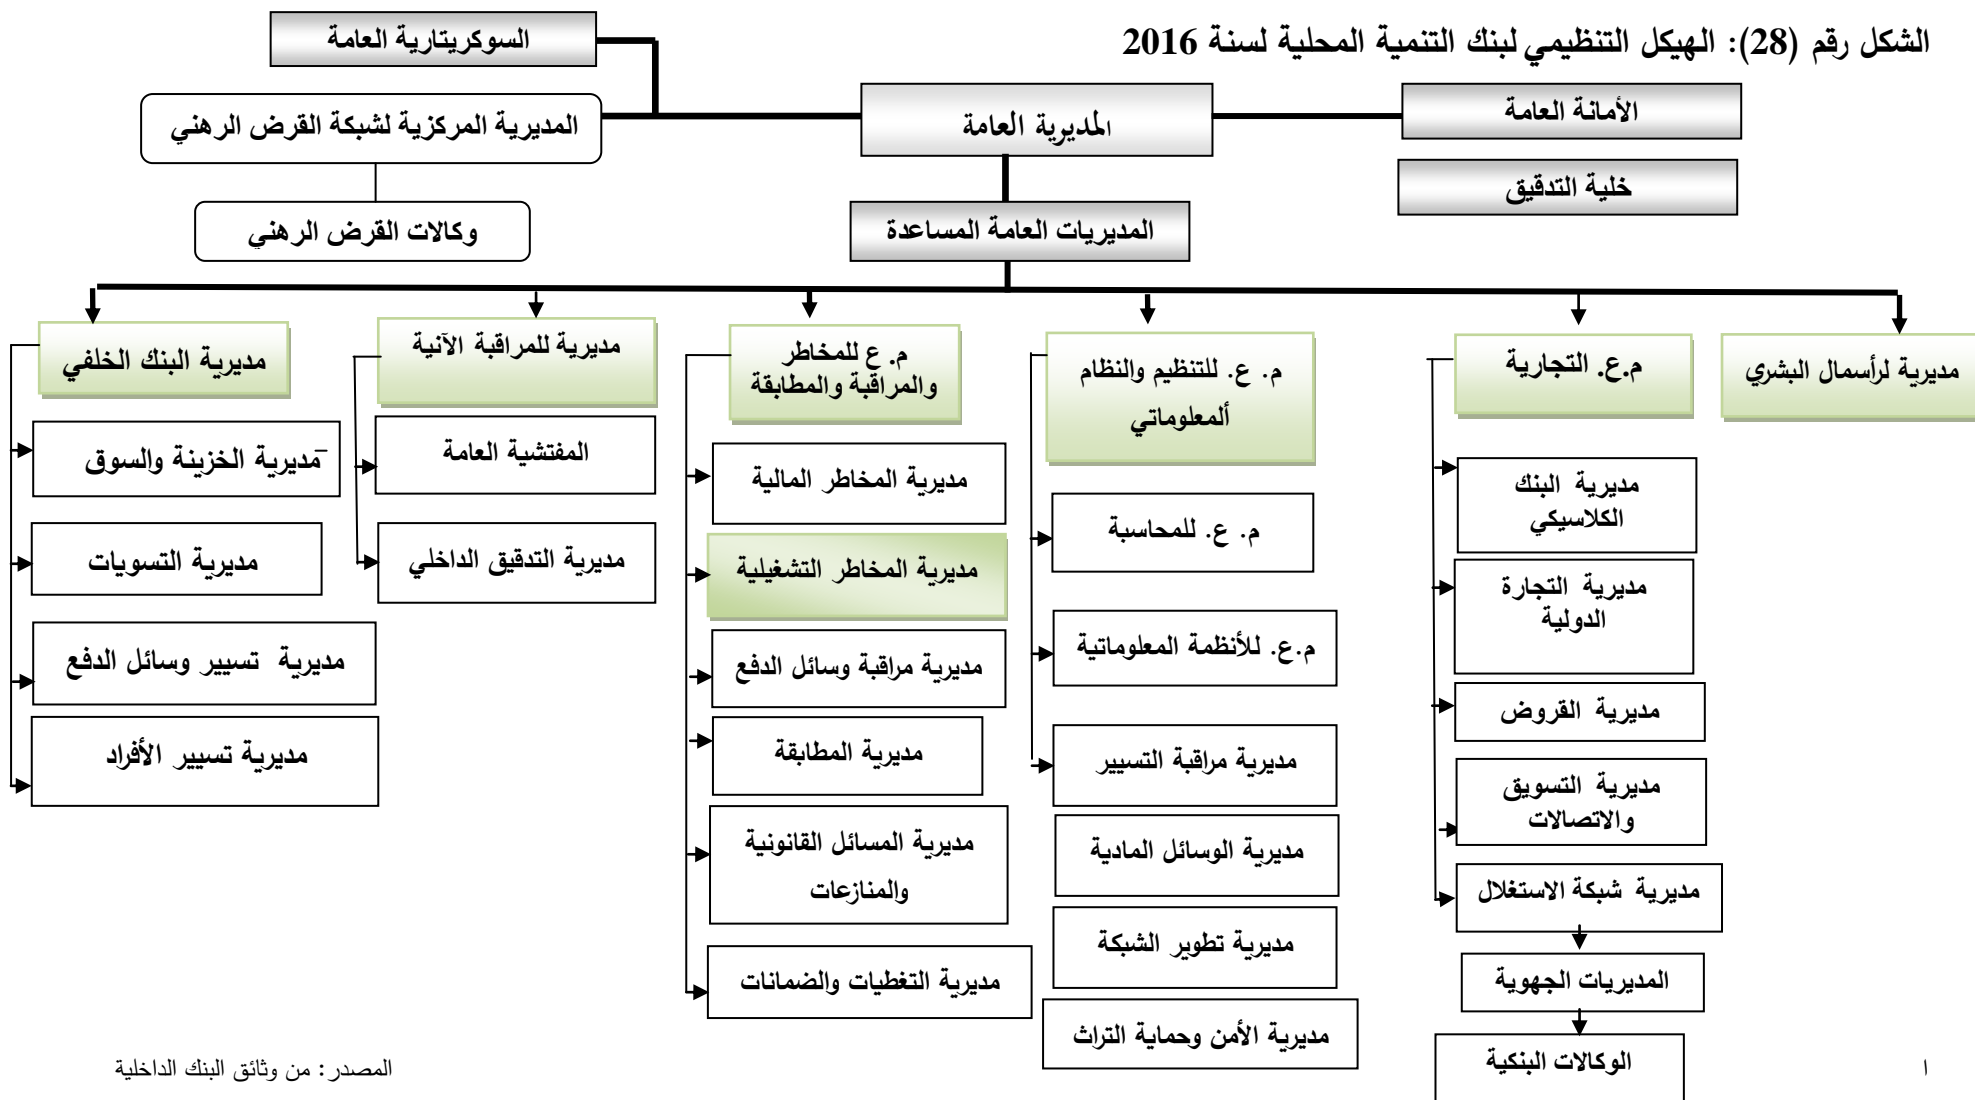 الشكل رقم (28): الهيكل التنظيمي لبنك التنمية المحلية لسنة 2016
السوكريتارية العامة
الأمانة العامة
المديرية العامة
المديرية المركزية لشبكة القرض الرهني
خلية التدقيق
المديريات العامة المساعدة
وكالات القرض الرهني
مديرية لرأسمال البشري
م.ع. التجارية
مديرية البنك
الكلاسيكي
مديرية التجارة
الدولية
مديرية القروض
مديرية التسويق
والاتصالات
مديرية شبكة الاستغلال
المديريات الجهوية
الوكالات البنكية
م. ع. للتنظيم والنظام
ألمعلوماتي
م. ع. للمحاسبة
م.ع. للأنظمة المعلوماتية
مديرية مراقبة التسيير
مديرية الوسائل المادية
مديرية تطوير الشبكة
مديرية الأمن وحماية التراث
م. ع للمخاطر
والمراقبة والمطابقة
مديرية المخاطر المالية
مديرية المخاطر التشغيلية
مديرية مراقبة وسائل الدفع
مديرية المطابقة
مديرية المسائل القانونية
والمنازعات
مديرية التغطيات والضمانات
مديرية للمراقبة الآنية
المفتشية العامة
مديرية التدقيق الداخلي
مديرية البنك الخلفي
مديرية الخزينة والسوق
مديرية التسويات
مديرية تسيير وسائل الدفع
مديرية تسيير الأفراد
ا
المصدر: من وثائق البنك الداخلية